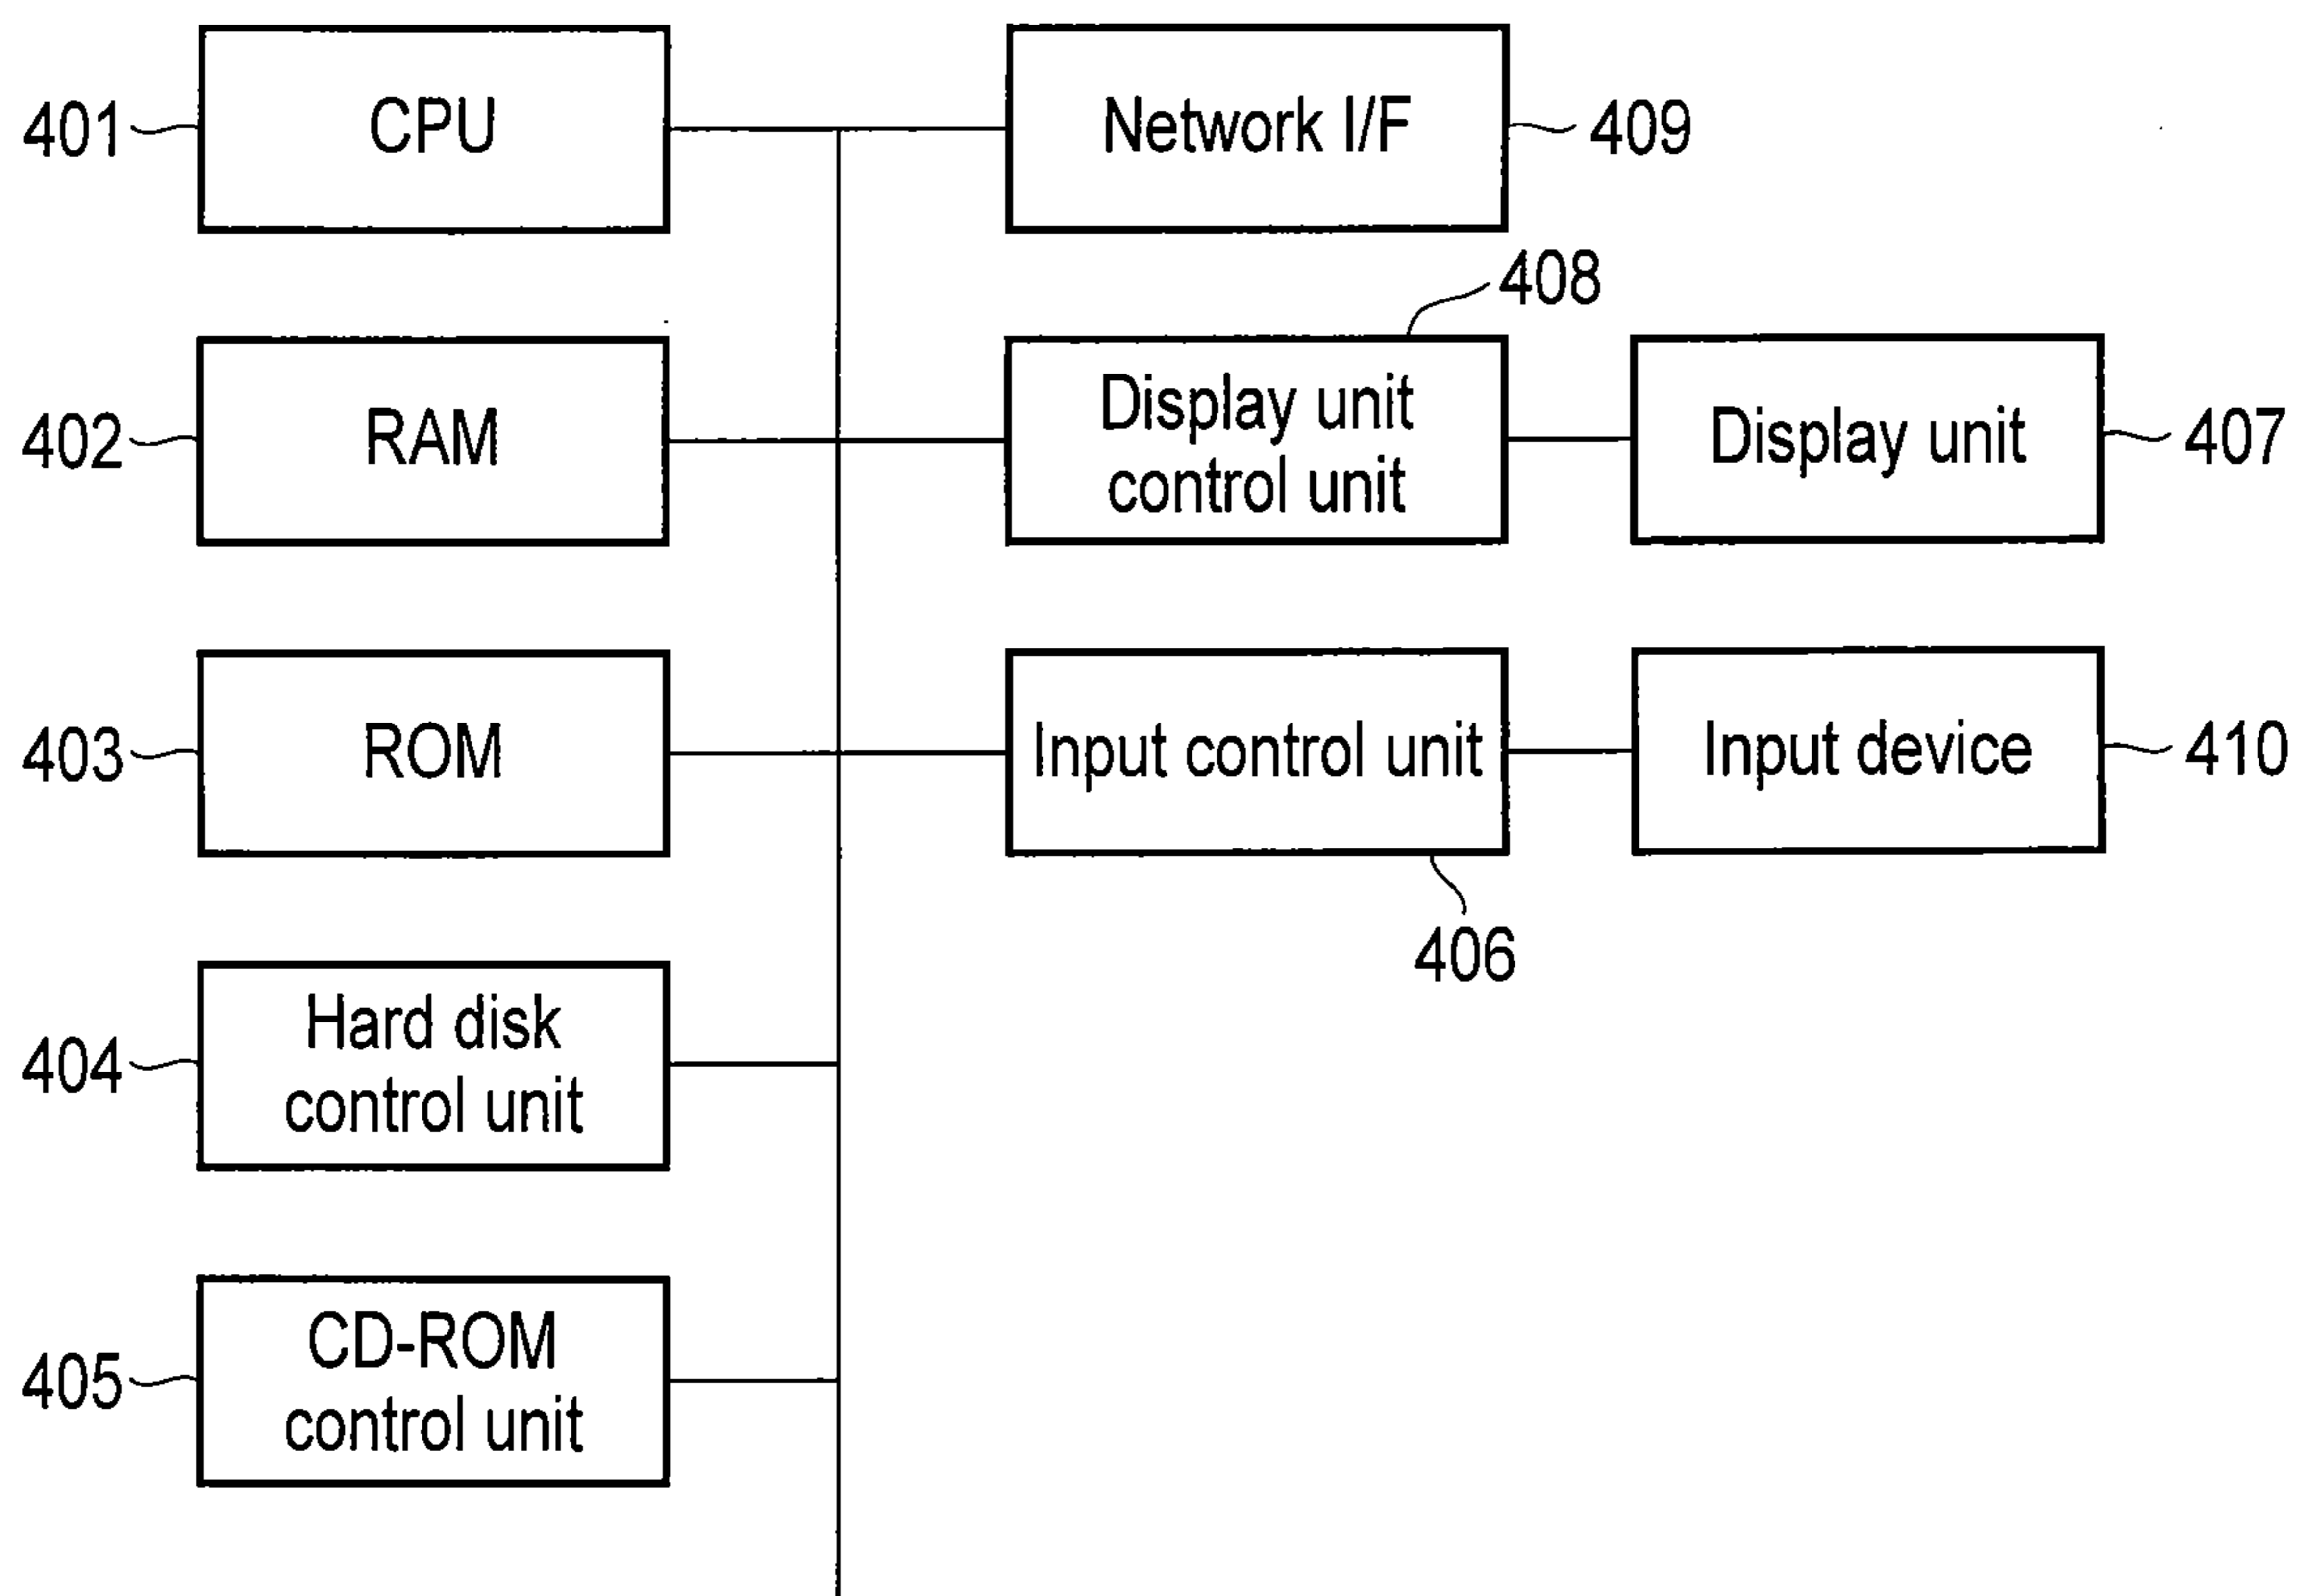 401
CPU
Network I/F
409
408
402
RAM
Display unit
control unit
Display unit
407
403
ROM
Input control unit
Input device
410
406
404
Hard disk
control unit
405
CD-ROM
control unit